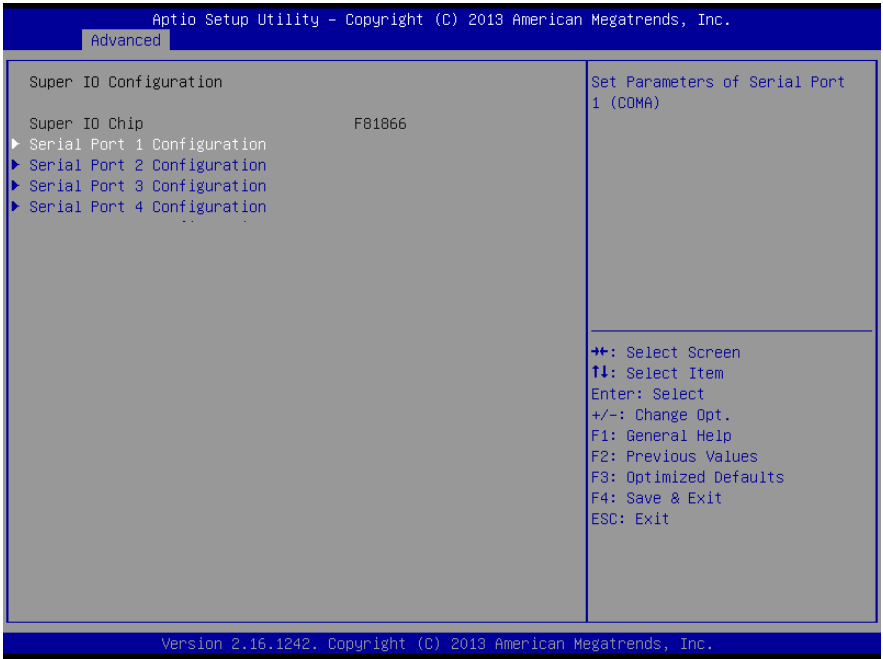 Aptio Setup Utility – Copyright (C) 2013 American Megatrends, Inc.
Advanced
Super IO Configuration
Super IO Chip F81866
Serial Port 1 Configuration
Serial Port 2 Configuration
Serial Port 3 Configuration
Serial Port 4 Configuration
Set Parameters of Serial Port
1 (COMA)
→←: Select Screen
↑↓: Select Item
Enter: Select
+/-: Change Opt.
F1: General Help
F2: Previous Values
F3: Optimized Defaults
F4: Save & Exit
ESC: Exit
Version 2.16.1242. Copyright (C) 2013 American Megatrends, Inc.